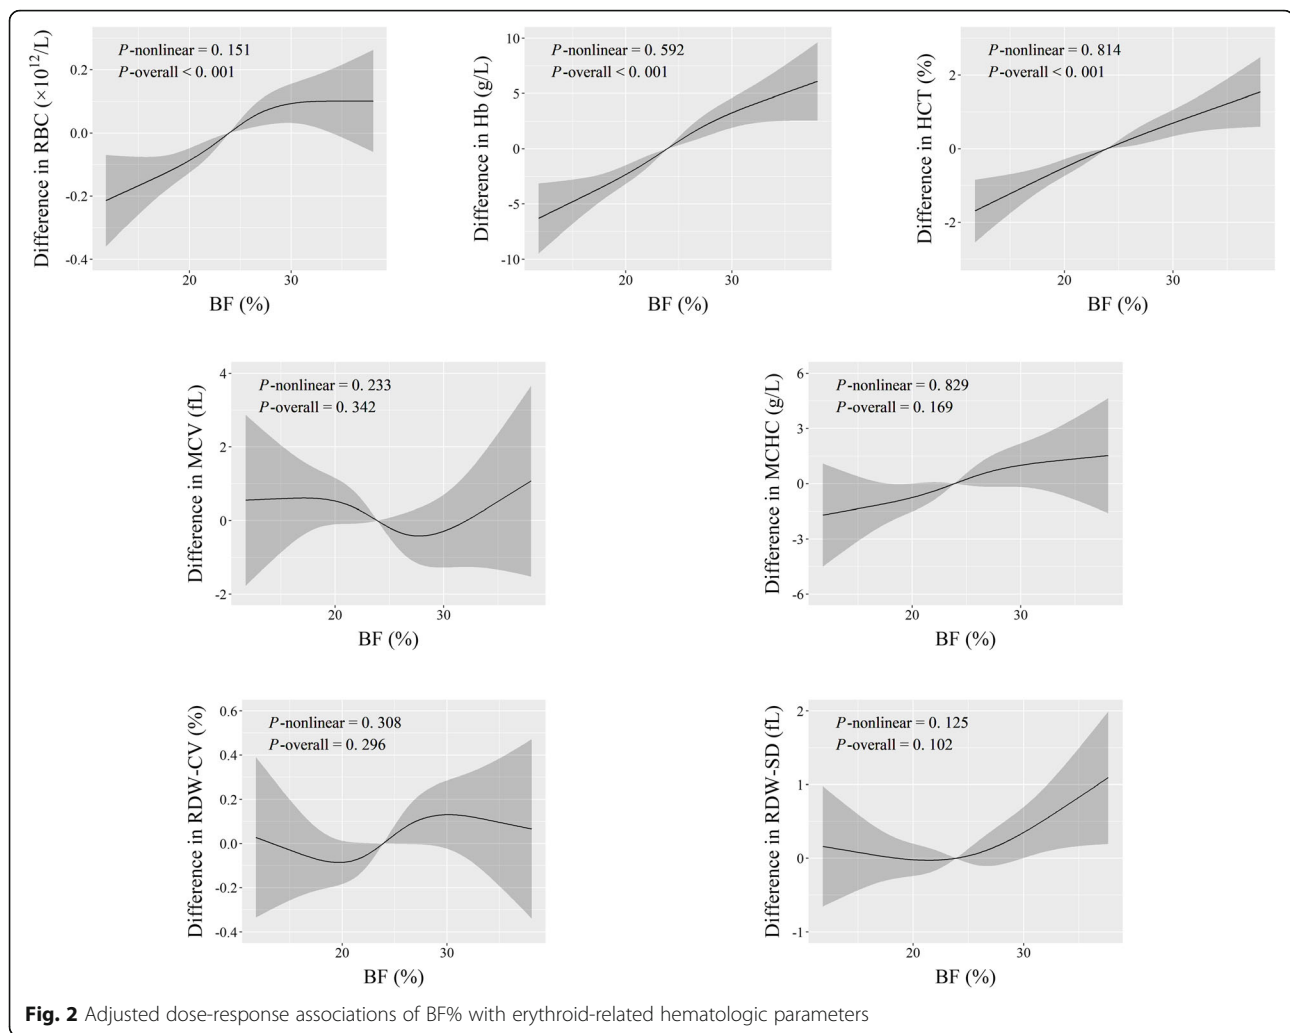 Difference in RBC (×10¹²/L)
P-nonlinear = 0. 151
P-overall < 0. 001
0.2
0.0
-0.2
-0.4
20
30
BF (%)
Difference in Hb (g/L)
P-nonlinear = 0. 592
P-overall < 0. 001
10
5
0
-5
-10
20
30
BF (%)
Difference in HCT (%)
P-nonlinear = 0. 814
P-overall < 0. 001
2
0
-2
20
30
BF (%)
Difference in MCV (fL)
P-nonlinear = 0. 233
P-overall = 0. 342
4
2
0
-2
20
30
BF (%)
Difference in MCHC (g/L)
P-nonlinear = 0. 829
P-overall = 0. 169
6
3
0
-3
-6
20
30
BF (%)
Difference in RDW-CV (%)
P-nonlinear = 0. 308
P-overall = 0. 296
0.6
0.4
0.2
0.0
-0.2
-0.4
20
30
BF (%)
Difference in RDW-SD (fL)
P-nonlinear = 0. 125
P-overall = 0. 102
2
1
0
-1
20
30
BF (%)
Fig. 2 Adjusted dose-response associations of BF% with erythroid-related hematologic parameters